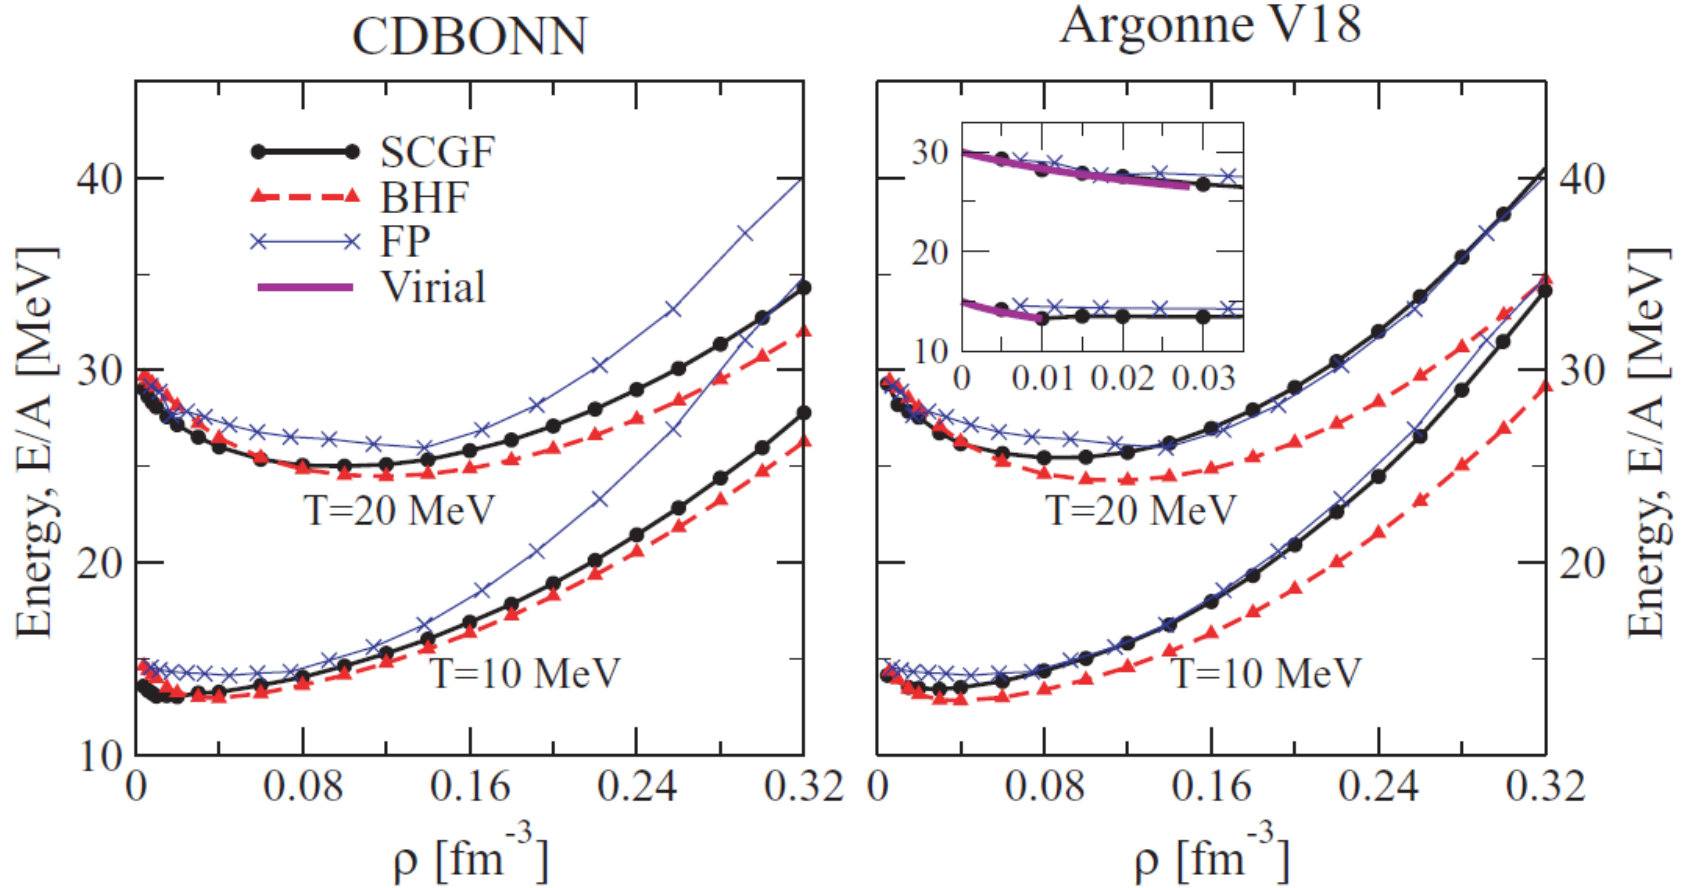 CDBONN
Argonne V18
SCGF
BHF
FP
Virial
Energy, E/A [MeV]
40
30
20
10
T=20 MeV
T=10 MeV
0 0.08 0.16 0.24 0.32
ρ [fm⁻³]
30
20
10
0 0.01 0.02 0.03
T=20 MeV
T=10 MeV
40
30
20
Energy, E/A [MeV]
0 0.08 0.16 0.24 0.32
ρ [fm⁻³]